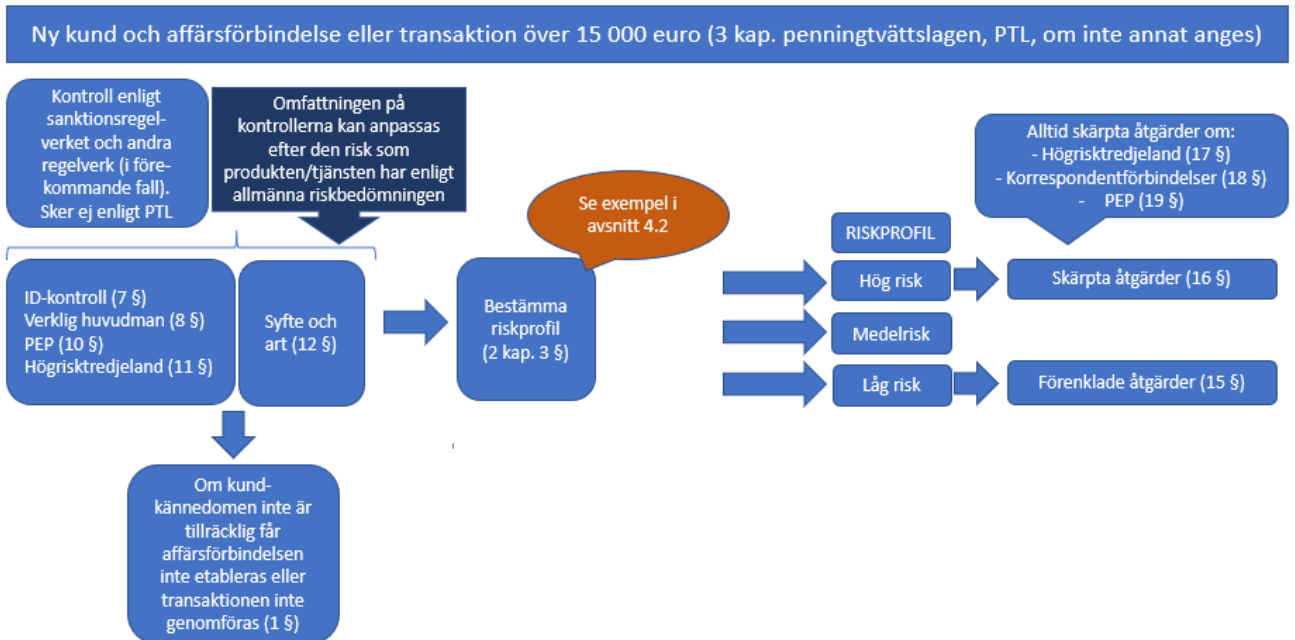 Ny kund och affärsförbindelse eller transaktion över 15 000 euro (3 kap. penningtvättslagen, PTL, om inte annat anges)
Kontroll enligt
sanktionsregel-
verket och andra
regelverk (i före-
kommande fall).
Sker ej enligt PTL
Omfattningen på
kontrollerna kan anpassas
efter den risk som
produkten/tjänsten har enligt
allmänna riskbedömningen
Se exempel i
avsnitt 4.2
Alltid skärpta åtgärder om:
- Högrisktredjeland (17 §)
- Korrespondentförbindelser (18 §)
- PEP (19 §)
ID-kontroll (7 §)
Verklig huvudman (8 §)
PEP (10 §)
Högrisktredjeland (11 §)
Syfte och
art (12 §)
Bestämma
riskprofil
(2 kap. 3 §)
RISKPROFIL
Hög risk
Skärpta åtgärder (16 §)
Medelrisk
Låg risk
Förenklade åtgärder (15 §)
Om kund-
kännedomen inte är
tillräcklig får
affärsförbindelsen
inte etableras eller
transaktionen inte
genomföras (1 §)